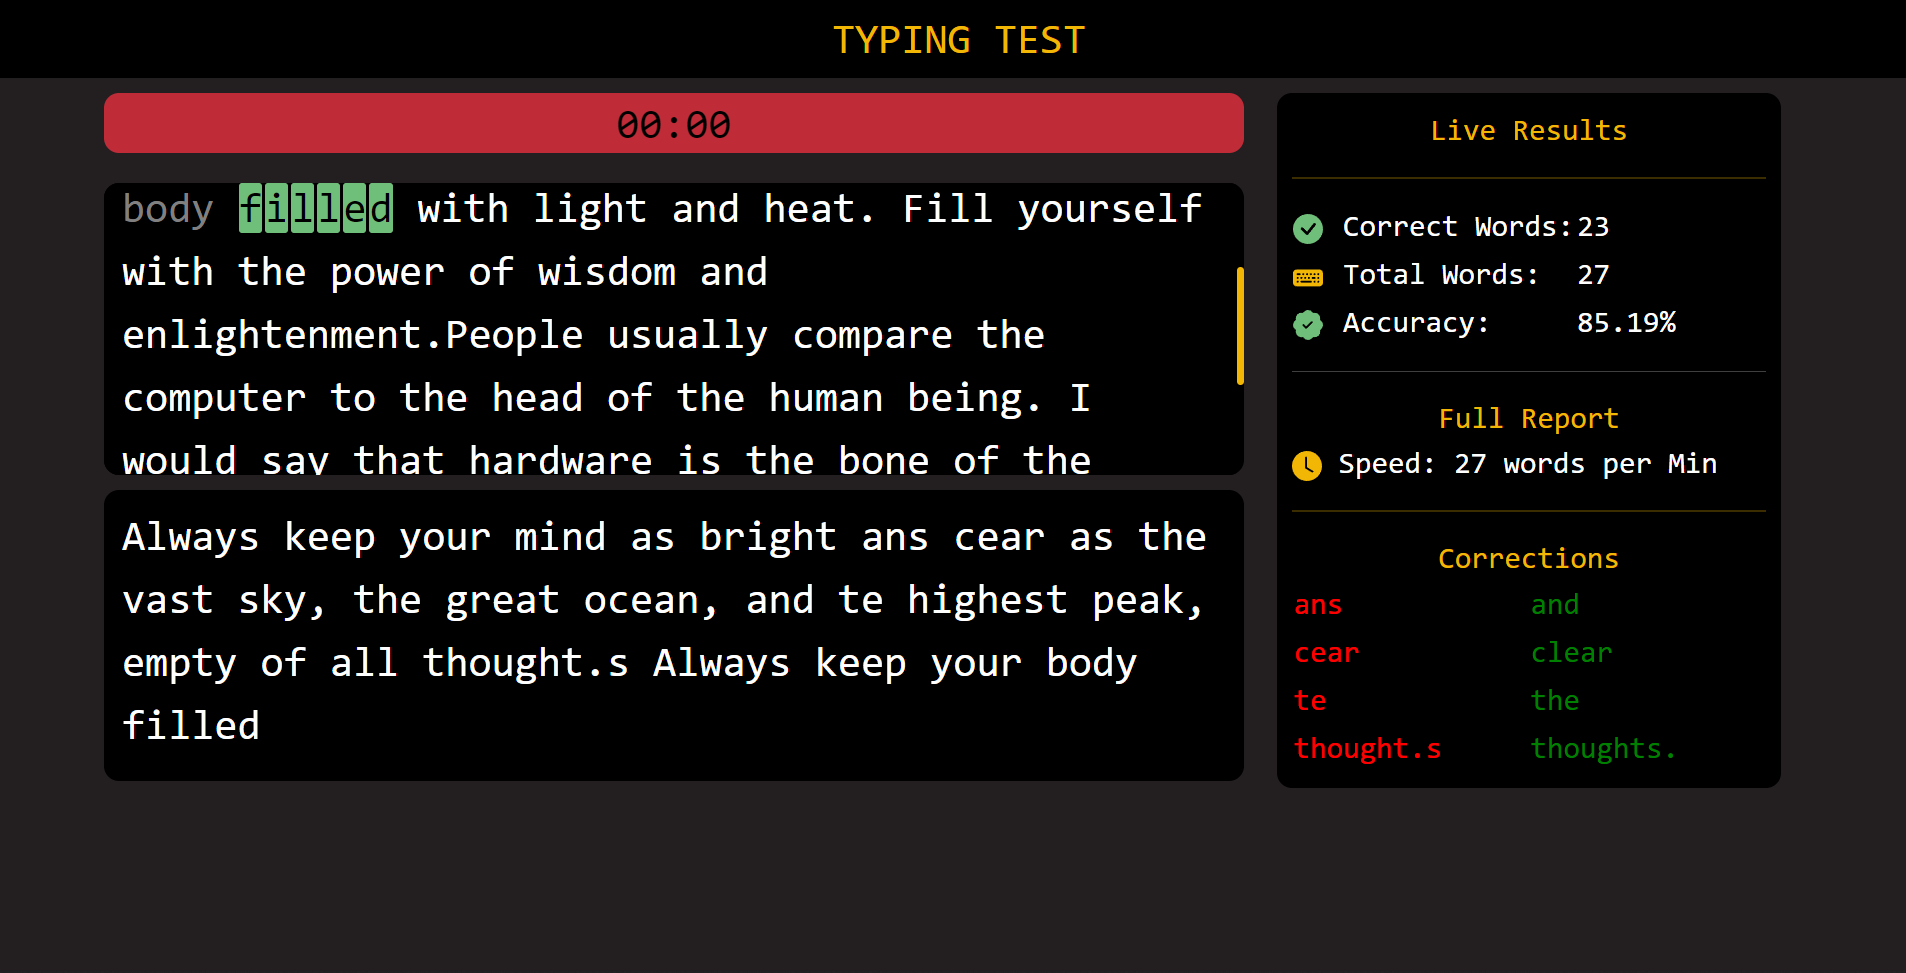 TYPING TEST
00:00
body filled with light and heat. Fill yourself
with the power of wisdom and
enlightenment.People usually compare the
computer to the head of the human being. I
would say that hardware is the bone of the
Always keep your mind as bright ans cear as the
vast sky, the great ocean, and te highest peak,
empty of all thought.s Always keep your body
filled
Live Results
Correct Words: 23
Total Words: 27
Accuracy: 85.19%
Full Report
Speed: 27 words per Min
Corrections
ans and
cear clear
te the
thought.s thoughts.